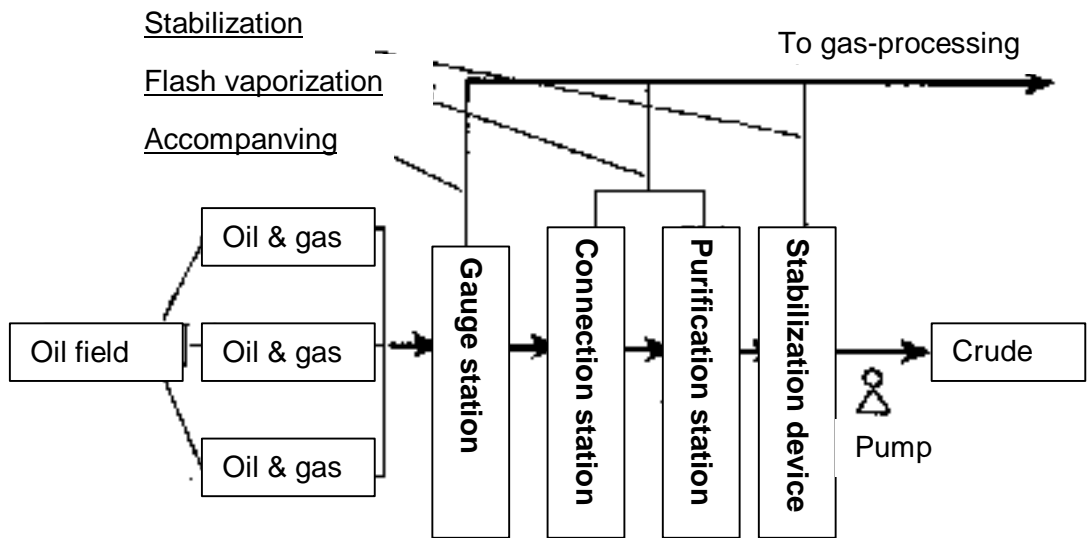 Stabilization
To gas-processing
Flash vaporization
Accompanving
Oil & gas
Oil field
Oil & gas
Oil & gas
Gauge station
Connection station
Purification station
Stabilization device
Crude
Pump